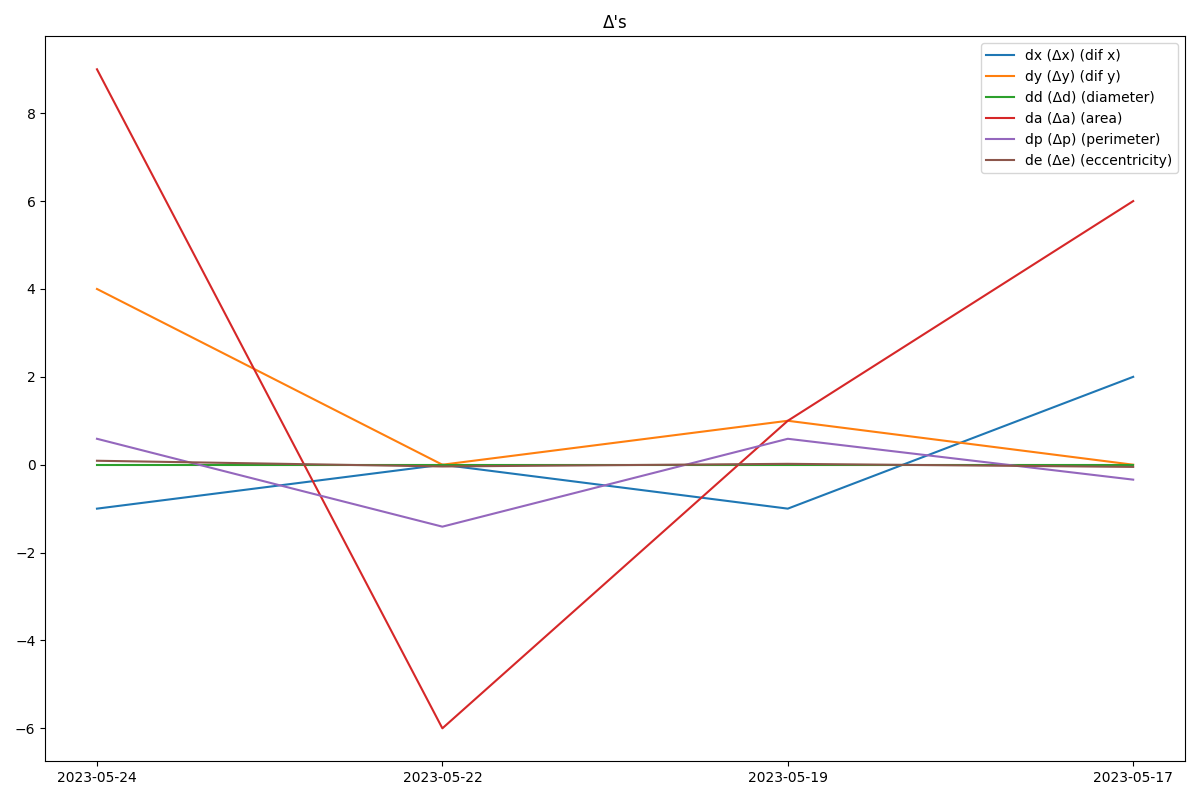 Δ's
dx (Δx) (dif x)
dy (Δy) (dif y)
dd (Δd) (diameter)
da (Δa) (area)
dp (Δp) (perimeter)
de (Δe) (eccentricity)
8
6
4
2
0
−2
−4
−6
2023-05-24 2023-05-22 2023-05-19 2023-05-17